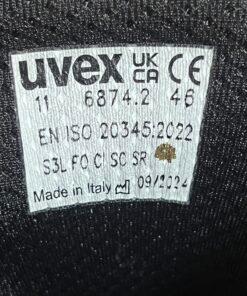 uvex UK CA CE
11 6874.2 46
EN ISO 20345:2022
S3L FO CI SC SR
Made in Italy 09/2024